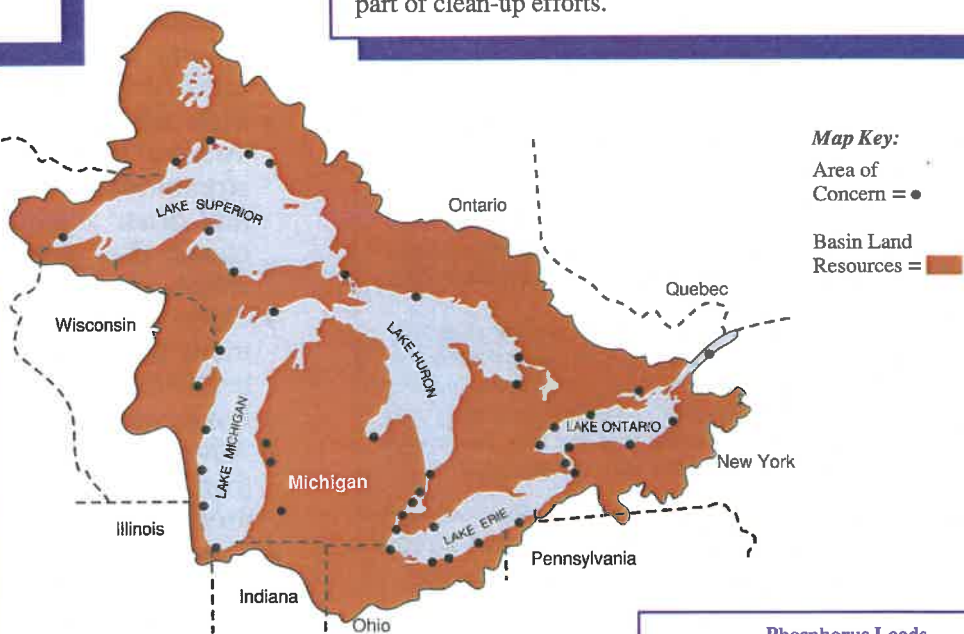 part of clean-up efforts.
Map Key:
Area of
Concern = ●
Basin Land
Resources =
Ontario
Quebec
LAKE SUPERIOR
Wisconsin
LAKE HURON
LAKE MICHIGAN
LAKE ONTARIO
New York
Michigan
Illinois
LAKE ERIE
Pennsylvania
Indiana
Ohio
Phosphorus Loads